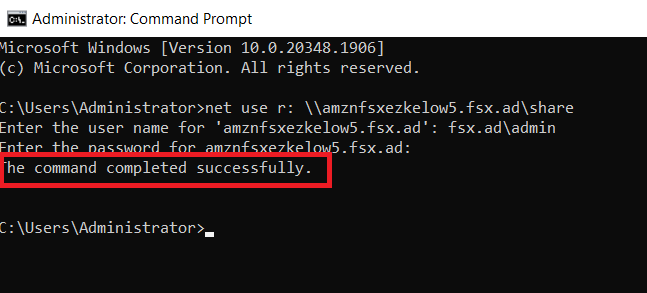 Administrator: Command Prompt
Microsoft Windows [Version 10.0.20348.1906]
(c) Microsoft Corporation. All rights reserved.
C:\Users\Administrator>net use r: \\amznfsxezkelow5.fsx.ad\share
Enter the user name for 'amznfsxezkelow5.fsx.ad': fsx.ad\admin
Enter the password for amznfsxezkelow5.fsx.ad:
The command completed successfully.
C:\Users\Administrator>